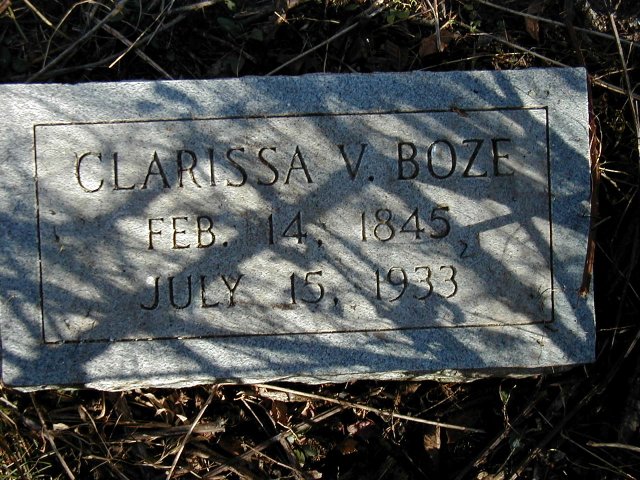 CLARISSA V. BOZE
FEB. 14, 1845
JULY 15, 1933